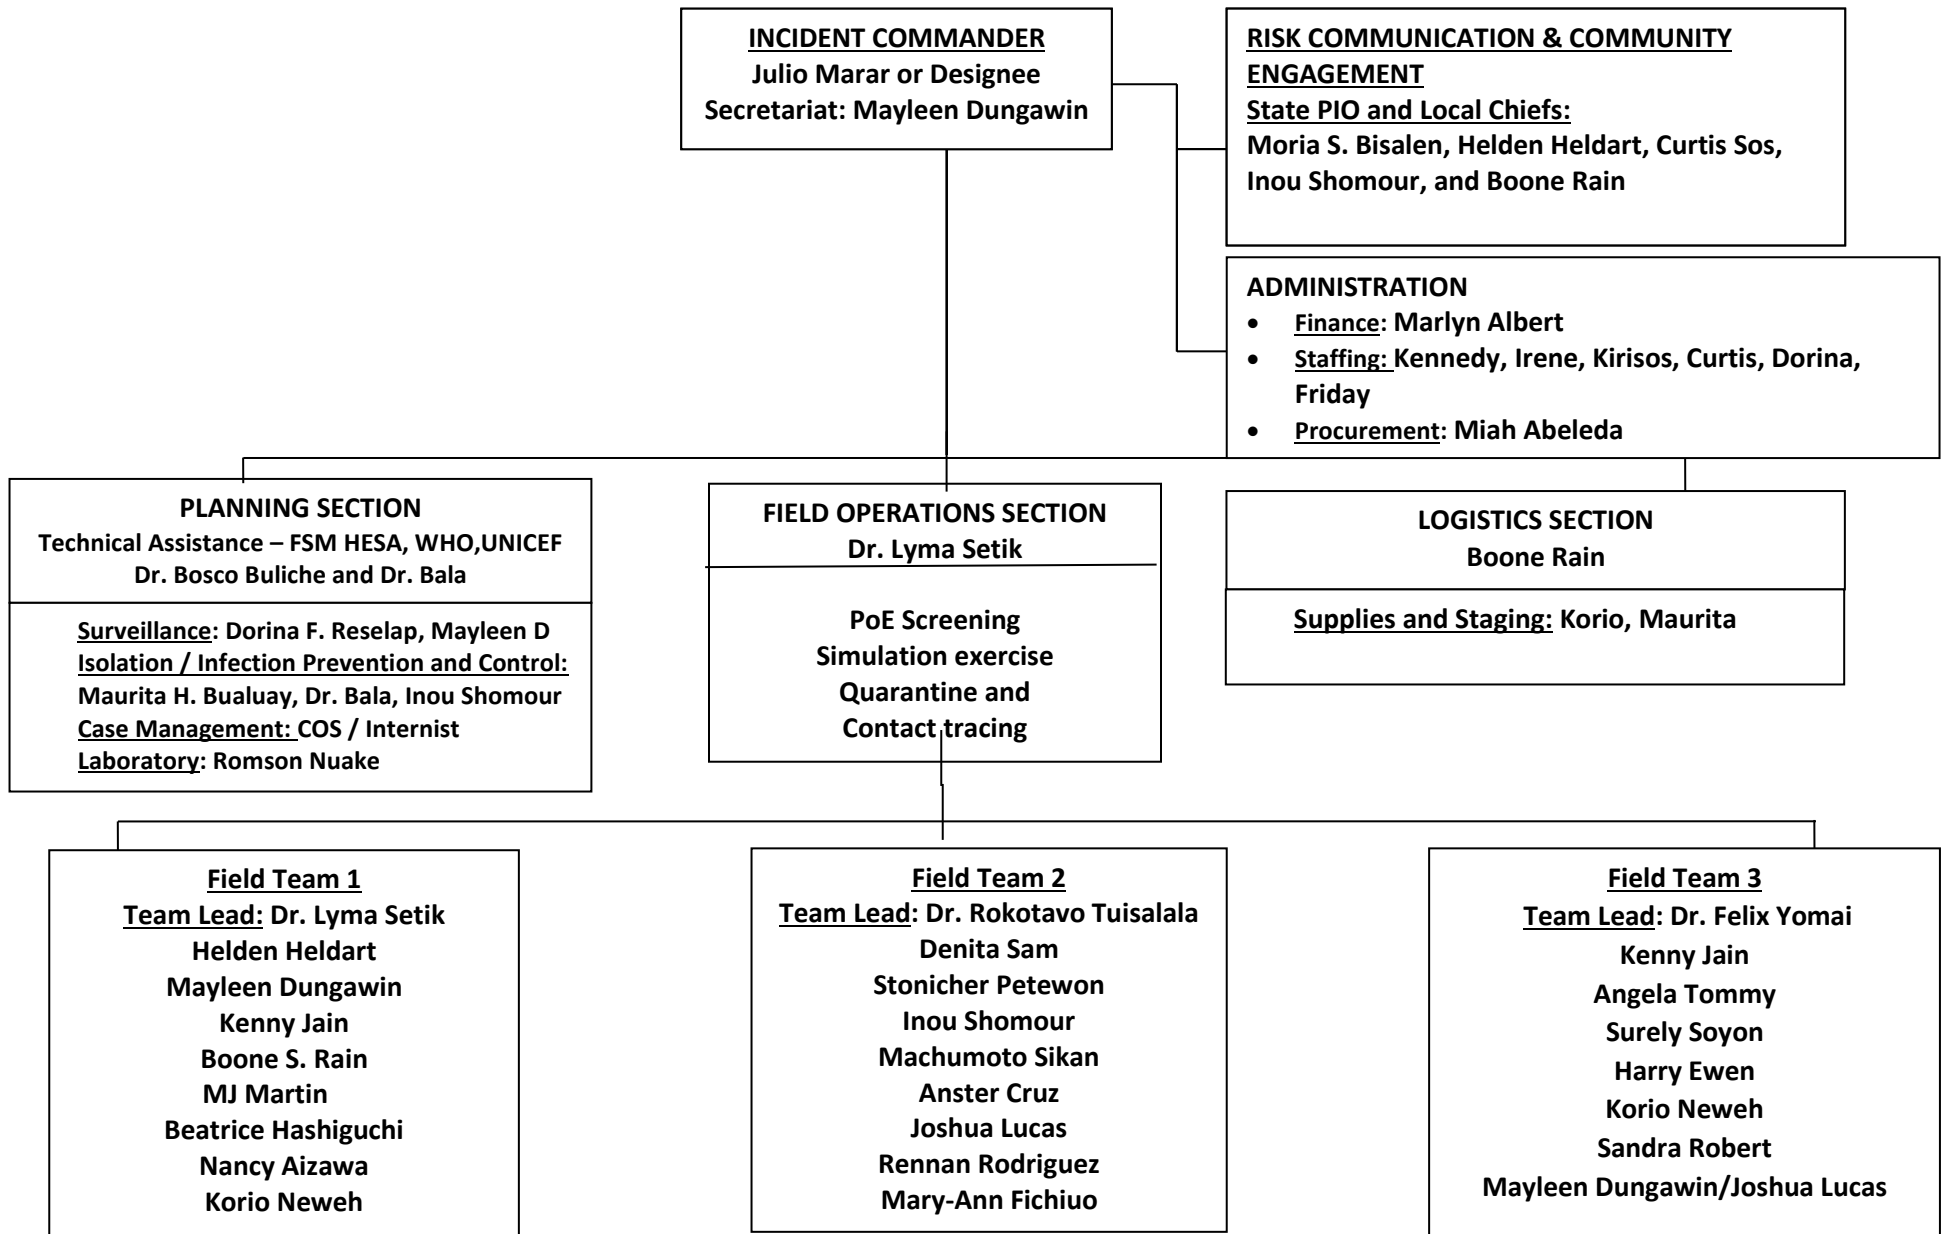 INCIDENT COMMANDER
Julio Marar or Designee
Secretariat: Mayleen Dungawin
RISK COMMUNICATION & COMMUNITY
ENGAGEMENT
State PIO and Local Chiefs:
Moria S. Bisalen, Helden Heldart, Curtis Sos,
Inou Shomour, and Boone Rain
ADMINISTRATION
• Finance: Marlyn Albert
• Staffing: Kennedy, Irene, Kirisos, Curtis, Dorina,
Friday
• Procurement: Miah Abeleda
PLANNING SECTION
Technical Assistance – FSM HESA, WHO,UNICEF
Dr. Bosco Buliche and Dr. Bala
Surveillance: Dorina F. Reselap, Mayleen D
Isolation / Infection Prevention and Control:
Maurita H. Bualuay, Dr. Bala, Inou Shomour
Case Management: COS / Internist
Laboratory: Romson Nuake
FIELD OPERATIONS SECTION
Dr. Lyma Setik
PoE Screening
Simulation exercise
Quarantine and
Contact tracing
LOGISTICS SECTION
Boone Rain
Supplies and Staging: Korio, Maurita
Field Team 1
Team Lead: Dr. Lyma Setik
Helden Heldart
Mayleen Dungawin
Kenny Jain
Boone S. Rain
MJ Martin
Beatrice Hashiguchi
Nancy Aizawa
Korio Neweh
Field Team 2
Team Lead: Dr. Rokotavo Tuisalala
Denita Sam
Stonicher Petewon
Inou Shomour
Machumoto Sikan
Anster Cruz
Joshua Lucas
Rennan Rodriguez
Mary-Ann Fichiuo
Field Team 3
Team Lead: Dr. Felix Yomai
Kenny Jain
Angela Tommy
Surely Soyon
Harry Ewen
Korio Neweh
Sandra Robert
Mayleen Dungawin/Joshua Lucas